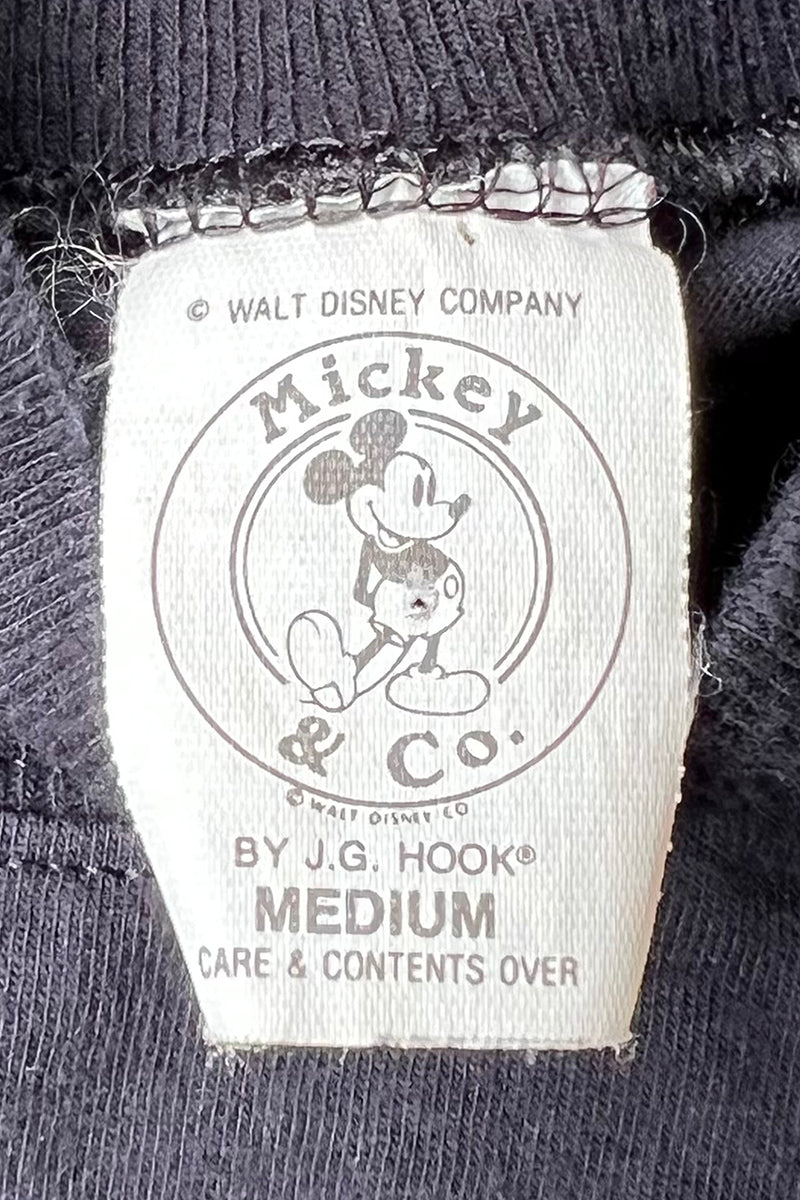 © WALT DISNEY COMPANY
Mickey
& Co.
© WALT DISNEY CO
BY J.G. HOOK®
MEDIUM
CARE & CONTENTS OVER